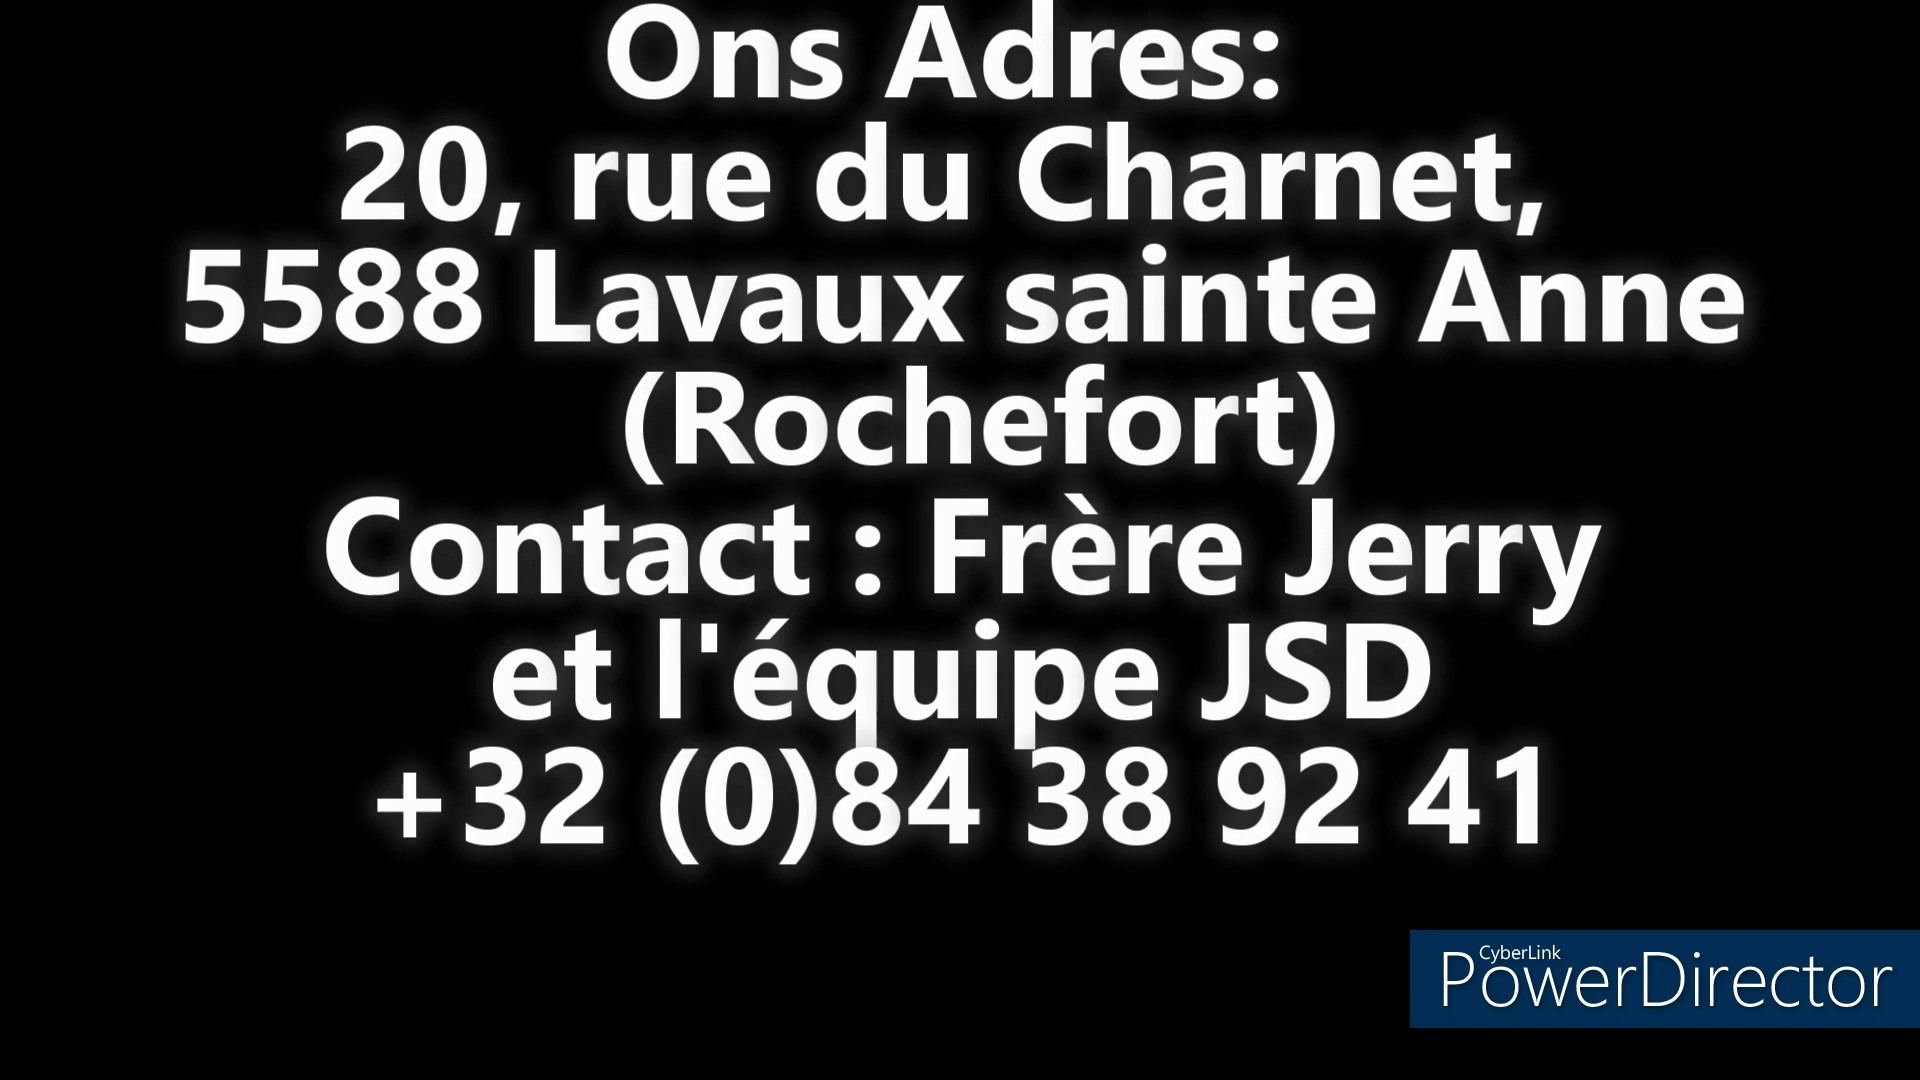 Ons Adres:
20, rue du Charnet,
5588 Lavaux sainte Anne
(Rochefort)
Contact : Frère Jerry
et l'équipe JSD
+32 (0)84 38 92 41
CyberLink
PowerDirector